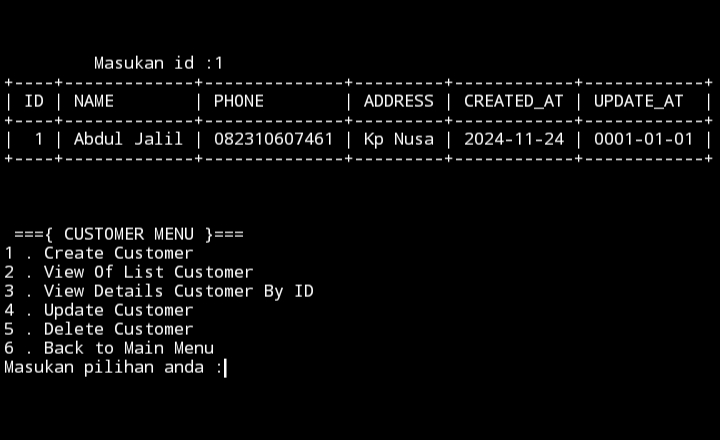 Masukan id :1
+----+--------------+--------------+---------+------------+------------+
| ID | NAME         | PHONE        | ADDRESS | CREATED_AT | UPDATE_AT  |
+----+--------------+--------------+---------+------------+------------+
|  1 | Abdul Jalil | 082310607461 | Kp Nusa | 2024-11-24 | 0001-01-01 |
+----+--------------+--------------+---------+------------+------------+
===={ CUSTOMER MENU }===
1 . Create Customer
2 . View Of List Customer
3 . View Details Customer By ID
4 . Update Customer
5 . Delete Customer
6 . Back to Main Menu
Masukan pilihan anda :